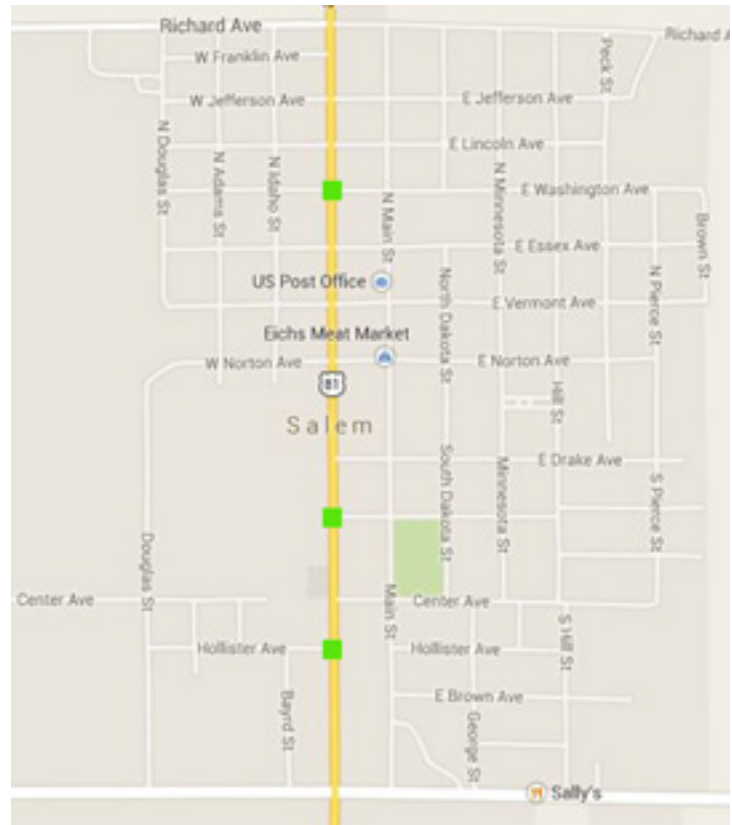 Richard Ave
Richard A
W Franklin Ave
Peck St
W Jefferson Ave
E Jefferson Ave
N Douglas St
N Adams St
N Idaho St
E Lincoln Ave
N Main St
N Minnesota St
E Washington Ave
Brown St
E Essex Ave
US Post Office
North Dakota St
N Pierce St
E Vermont Ave
Eichs Meat Market
W Norton Ave
E Norton Ave
81
Hill St
Salem
South Dakota St
Minnesota St
E Drake Ave
S Pierce St
Douglas St
Center Ave
Main St
Center Ave
S Hill St
Hollister Ave
Hollister Ave
Bayrd St
E Brown Ave
George St
Sally's